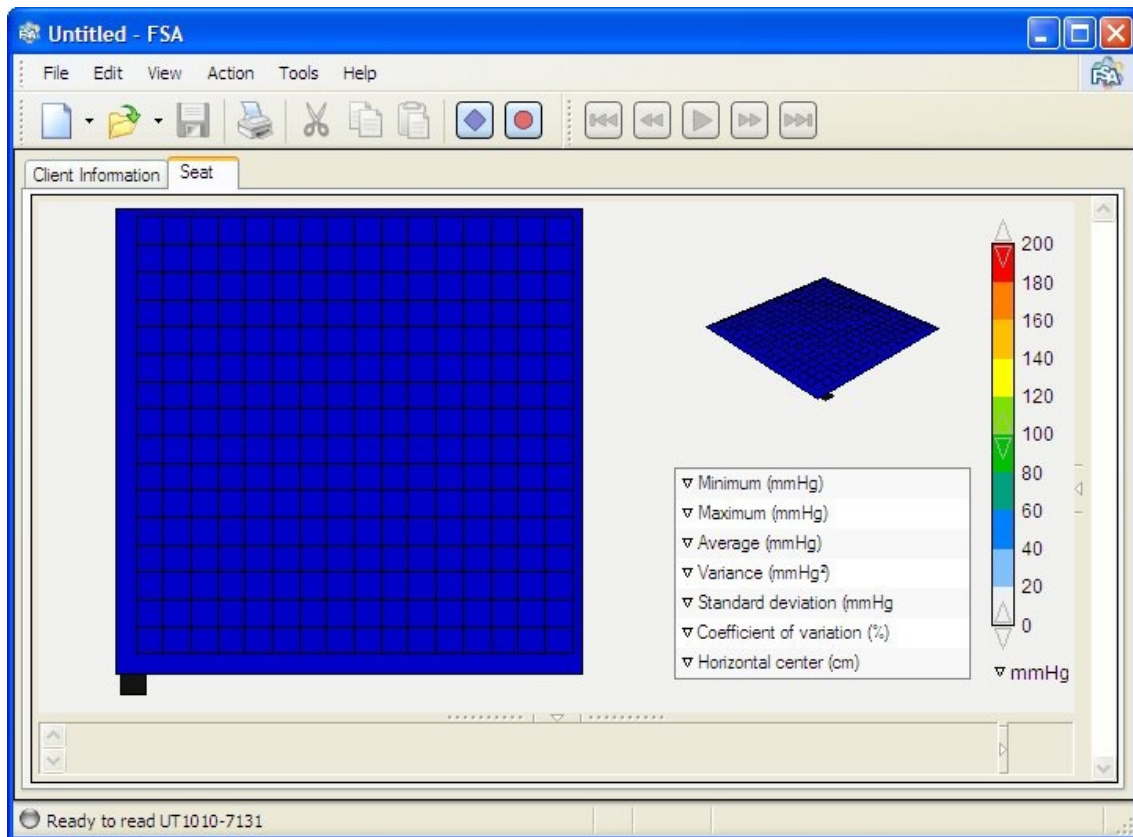 Untitled - FSA
File Edit View Action Tools Help
FSA
Client Information Seat
200
180
160
140
120
100
80
60
40
20
0
mmHg
Minimum (mmHg)
Maximum (mmHg)
Average (mmHg)
Variance (mmHg²)
Standard deviation (mmHg
Coefficient of variation (%)
Horizontal center (cm)
Ready to read UT1010-7131